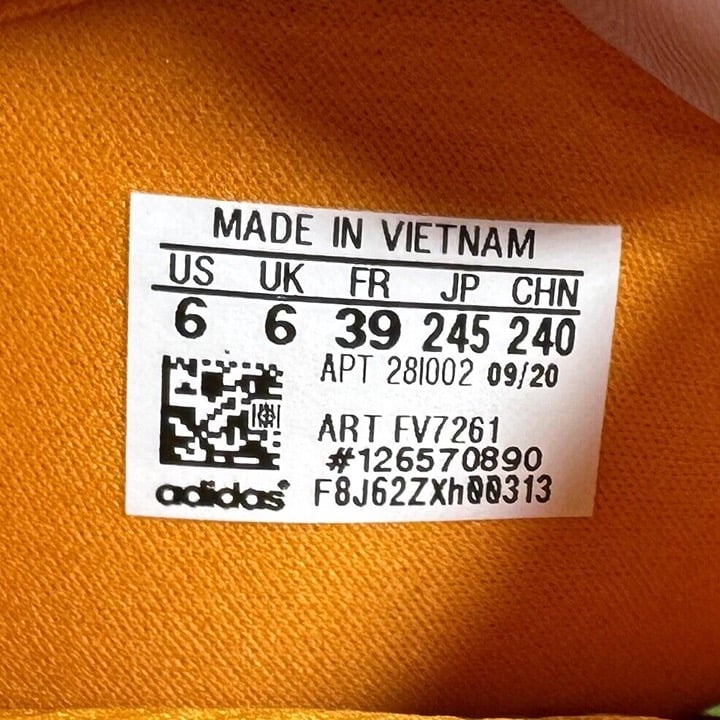 MADE IN VIETNAM
US UK FR JP CHN
6 6 39 245 240
APT 28I002 09/20
ART FV7261
#126570890
adidas® F8J62ZXh00313